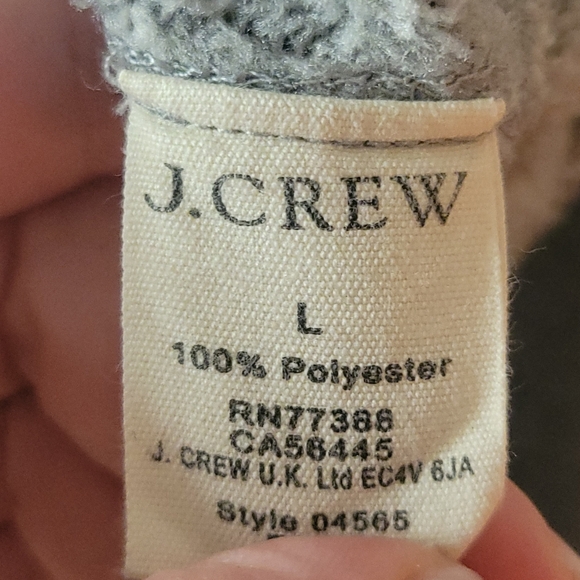 J.CREW
L
100% Polyester
RN77388
CA56445
J. CREW U.K. Ltd EC4V 6JA
Style 04565